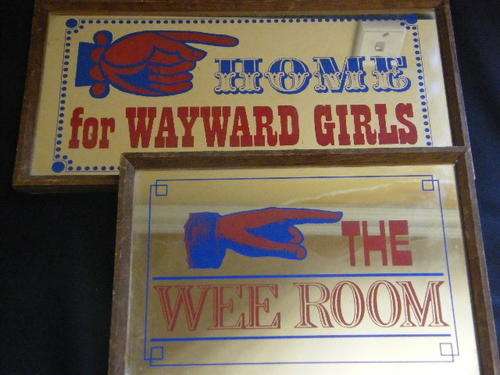 HOME
for WAYWARD GIRLS
THE
WEE ROOM